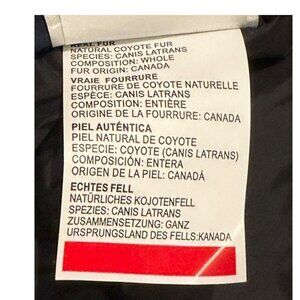 REAL FUR
NATURAL COYOTE FUR
SPECIES: CANIS LATRANS
COMPOSITION: WHOLE
FUR ORIGIN: CANADA
VRAIE FOURRURE
FOURRURE DE COYOTE NATURELLE
ESPÈCE: CANIS LATRANS
COMPOSITION: ENTIÈRE
ORIGINE DE LA FOURRURE: CANADA
PIEL AUTÉNTICA
PIEL NATURAL DE COYOTE
ESPECIE: COYOTE (CANIS LATRANS)
COMPOSICIÓN: ENTERA
ORIGEN DE LA PIEL: CANADÁ
ECHTES FELL
NATÜRLICHES KOJOTENFELL
SPEZIES: CANIS LATRANS
ZUSAMMENSETZUNG: GANZ
URSPRUNGSLAND DES FELLS:KANADA